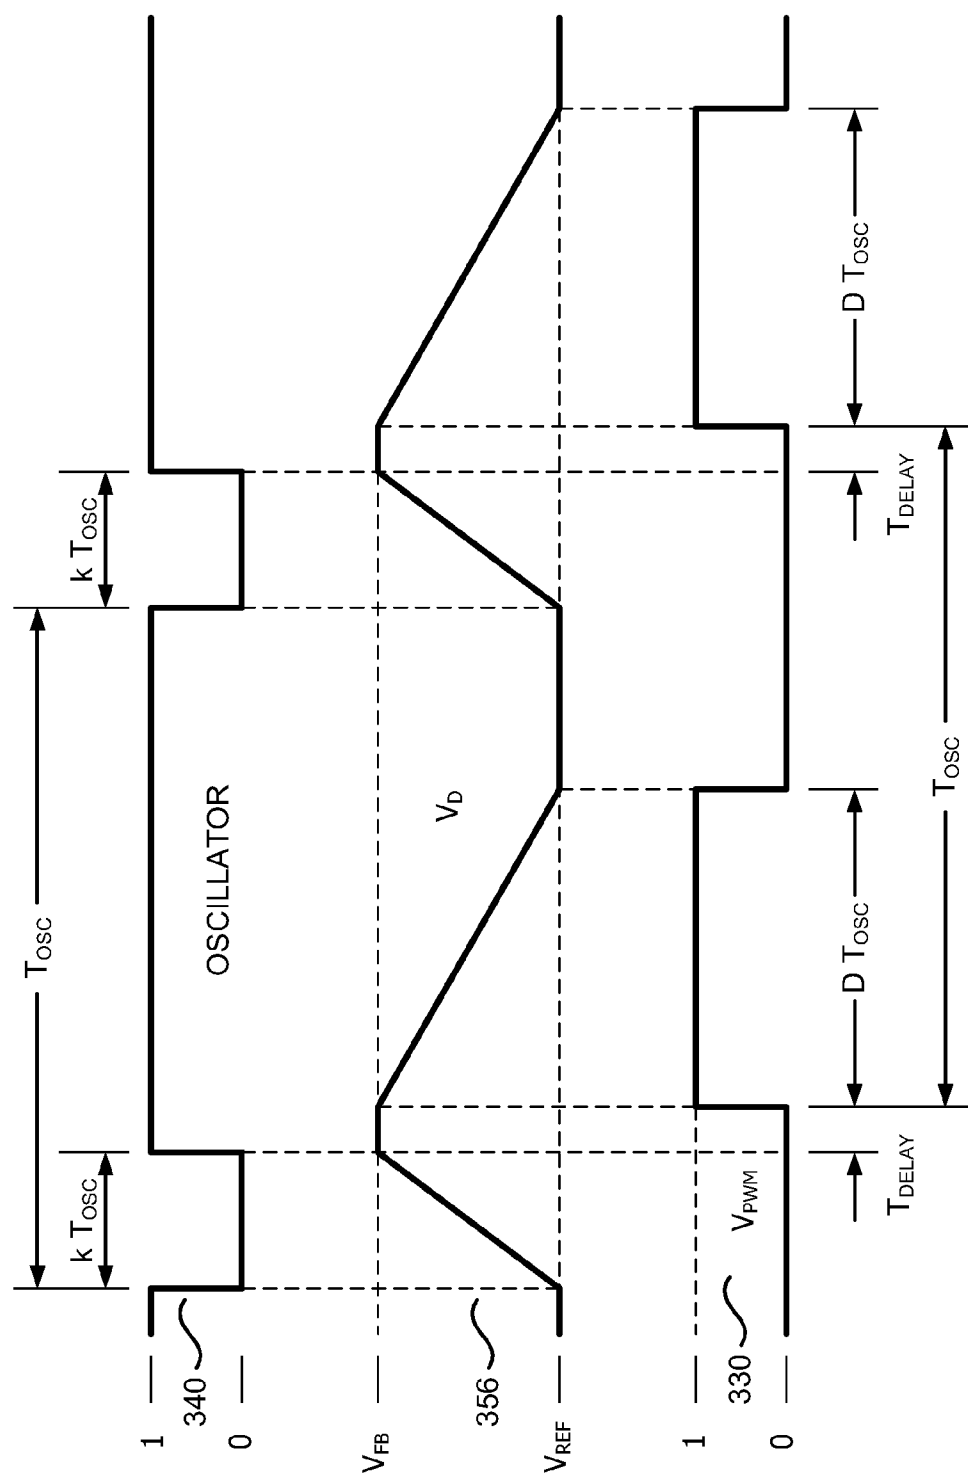 T_OSC
k T_OSC
k T_OSC
1
340
0
OSCILLATOR
V_FB
356
V_D
V_REF
1
330
V_PWM
0
D T_OSC
D T_OSC
T_DELAY
T_DELAY
T_OSC